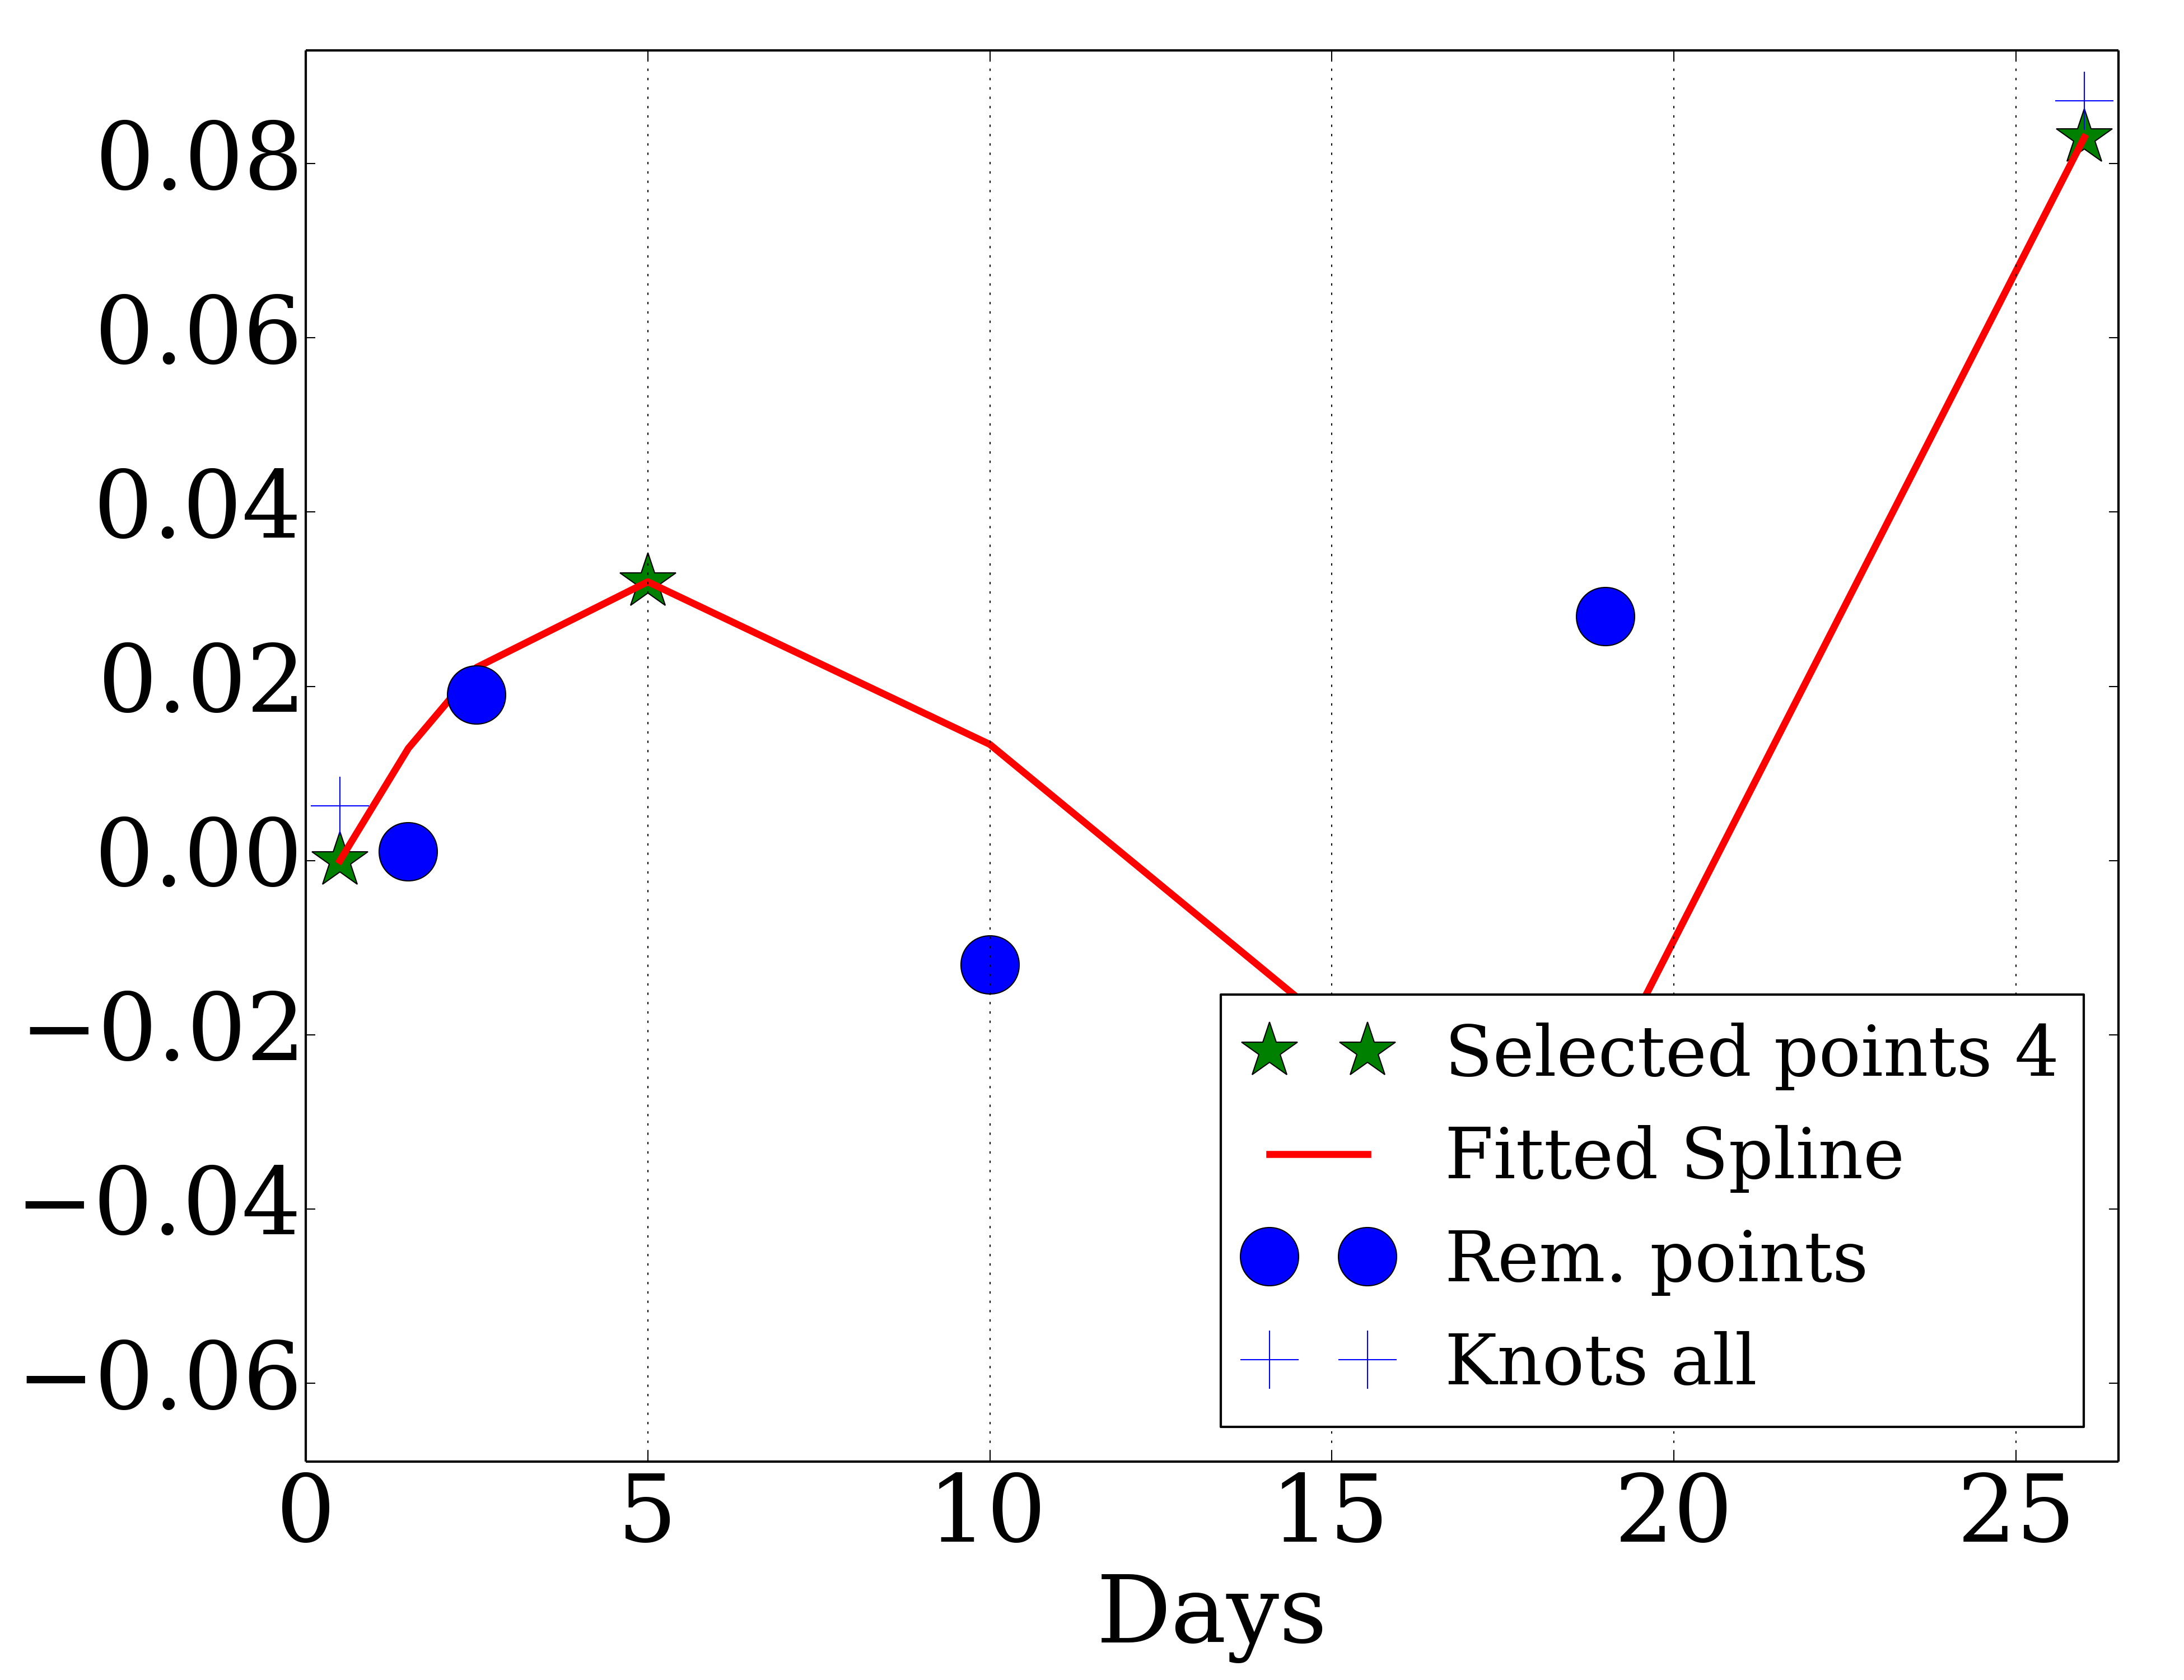 0.08
0.06
0.04
0.02
0.00
−0.02
−0.04
−0.06
Selected points 4
Fitted Spline
Rem. points
Knots all
0 5 10 15 20 25
Days